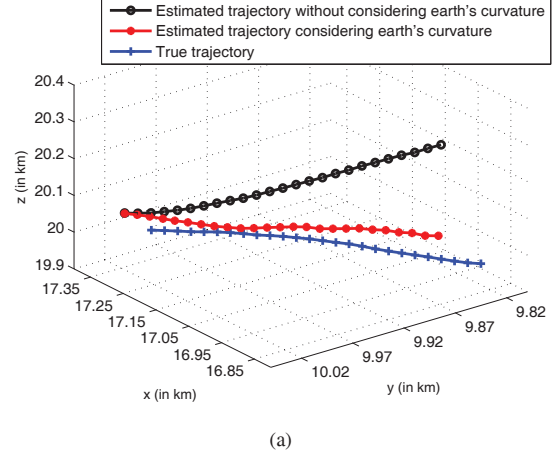 Estimated trajectory without considering earth's curvature
Estimated trajectory considering earth's curvature
True trajectory
20.4
20.3
20.2
20.1
20
19.9
z (in km)
17.35
17.25
17.15
17.05
16.95
16.85
x (in km)
10.02
9.97
9.92
9.87
9.82
y (in km)
(a)